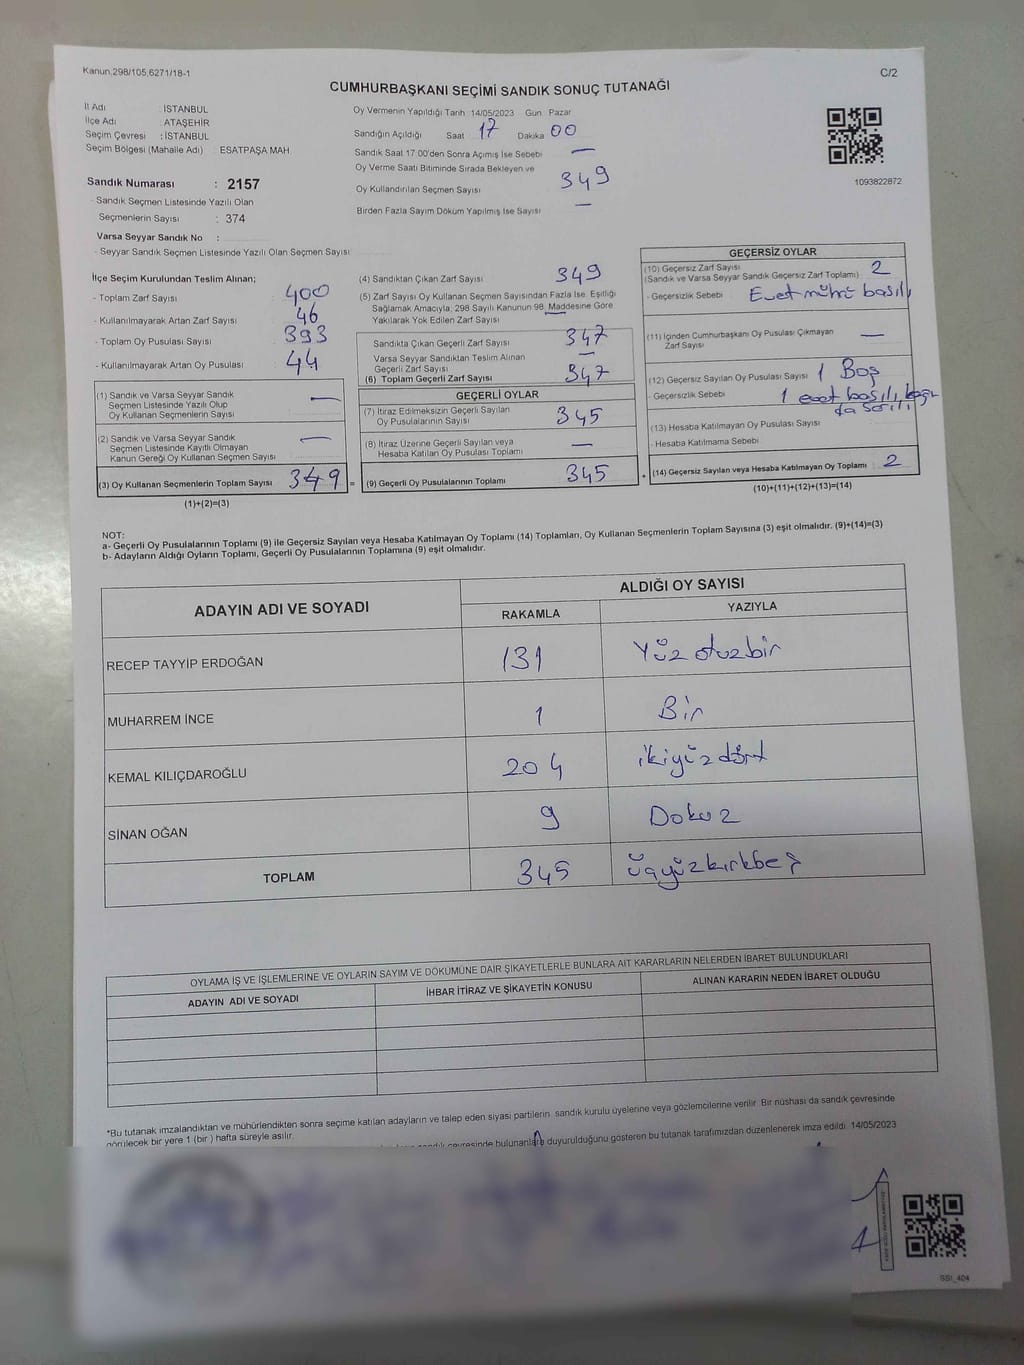 Kanun.298/105,6271/18-1
C/2
CUMHURBAŞKANI SEÇİMİ SANDIK SONUÇ TUTANAĞI
İl Adı : İSTANBUL
İlçe Adı : ATAŞEHİR
Seçim Çevresi : İSTANBUL
Seçim Bölgesi (Mahalle Adı) : ESATPAŞA MAH.
Sandık Numarası : 2157
- Sandık Seçmen Listesinde Yazılı Olan
Seçmenlerin Sayısı : 374
Varsa Seyyar Sandık No :
- Seyyar Sandık Seçmen Listesinde Yazılı Olan Seçmen Sayısı
Oy Vermenin Yapıldığı Tarih 14/05/2023 Gün Pazar
Sandığın Açıldığı Saat 17 Dakika 00
Sandık Saat 17:00'den Sonra Açımış İse Sebebi —
Oy Verme Saati Bitiminde Sırada Bekleyen ve
Oy Kullandırılan Seçmen Sayısı 349
Birden Fazla Sayım Döküm Yapılmış İse Sayısı —
1093822872
İlçe Seçim Kurulundan Teslim Alınan;
- Toplam Zarf Sayısı : 400
- Kullanılmayarak Artan Zarf Sayısı : 46
- Toplam Oy Pusulası Sayısı : 393
- Kullanılmayarak Artan Oy Pusulası : 44
(1) Sandık ve Varsa Seyyar Sandık
Seçmen Listesinde Yazılı Olup
Oy Kullanan Seçmenlerin Sayısı —
(2) Sandık ve Varsa Seyyar Sandık
Seçmen Listesinde Kayıtlı Olmayan
Kanun Gereği Oy Kullanan Seçmen Sayısı —
(3) Oy Kullanan Seçmenlerin Toplam Sayısı 349
(1)+(2)=(3)
(4) Sandıktan Çıkan Zarf Sayısı 349
(5) Zarf Sayısı Oy Kullanan Seçmen Sayısından Fazla İse, Eşitliği
Sağlamak Amacıyla; 298 Sayılı Kanunun 98. Maddesine Göre
Yakılarak Yok Edilen Zarf Sayısı —
Sandıkta Çıkan Geçerli Zarf Sayısı 347
Varsa Seyyar Sandıktan Teslim Alınan
Geçerli Zarf Sayısı —
(6) Toplam Geçerli Zarf Sayısı 347
GEÇERLİ OYLAR
(7) İtiraz Edilmeksizin Geçerli Sayılan
Oy Pusulalarının Sayısı 345
(8) İtiraz Üzerine Geçerli Sayılan veya
Hesaba Katılan Oy Pusulası Toplamı —
(9) Geçerli Oy Pusulalarının Toplamı 345
GEÇERSİZ OYLAR
(10) Geçersiz Zarf Sayısı
(Sandık ve Varsa Seyyar Sandık Geçersiz Zarf Toplamı) 2
- Geçersizlik Sebebi Evet mührü basılı
(11) İçinden Cumhurbaşkanı Oy Pusulası Çıkmayan
Zarf Sayısı —
(12) Geçersiz Sayılan Oy Pusulası Sayısı 1 Boş
- Geçersizlik Sebebi 1 evet basılı,
(13) Hesaba Katılmayan Oy Pusulası Sayısı
- Hesaba Katılmama Sebebi
(14) Geçersiz Sayılan veya Hesaba Katılmayan Oy Toplamı 2
(10)+(11)+(12)+(13)=(14)
NOT:
a- Geçerli Oy Pusulalarının Toplamı (9) ile Geçersiz Sayılan veya Hesaba Katılmayan Oy Toplamı (14) Toplamları, Oy Kullanan Seçmenlerin Toplam Sayısına (3) eşit olmalıdır. (9)+(14)=(3)
b- Adayların Aldığı Oyların Toplamı, Geçerli Oy Pusulalarının Toplamına (9) eşit olmalıdır.
ADAYIN ADI VE SOYADI ALDIĞI OY SAYISI
RAKAMLA YAZIYLA
RECEP TAYYİP ERDOĞAN 131 Yüz otuzbir
MUHARREM İNCE 1 Bir
KEMAL KILIÇDAROĞLU 204 ikiyüzdört
SİNAN OĞAN 9 Dokuz
TOPLAM 345 üçyüzkırkbeş
OYLAMA İŞ VE İŞLEMLERİNE VE OYLARIN SAYIM VE DÖKÜMÜNE DAİR ŞİKAYETLERLE BUNLARA AİT KARARLARIN NELERDEN İBARET BULUNDUKLARI
ADAYIN ADI VE SOYADI İHBAR İTİRAZ VE ŞİKAYETİN KONUSU ALINAN KARARIN NEDEN İBARET OLDUĞU
*Bu tutanak imzalandıktan ve mühürlendikten sonra seçime katılan adayların ve talep eden siyasi partilerin sandık kurulu üyelerine veya gözlemcilerine verilir. Bir nüshası da sandık çevresinde
görülecek bir yere 1 (bir) hafta süreyle asılır.
sandık çevresinde bulunanlara duyurulduğunu gösteren bu tutanak tarafımızdan düzenlenerek imza edildi. 14/05/2023
SSI_404